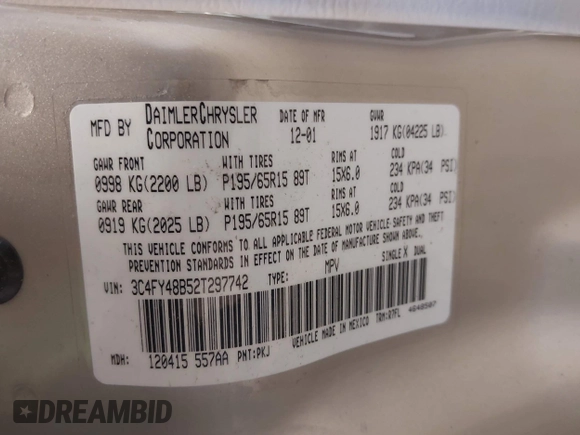 MFD BY DAIMLERCHRYSLER CORPORATION DATE OF MFR 12-01 GVWR 1917 KG(04225 LB).
GAWR FRONT WITH TIRES RIMS AT COLD
0998 KG(2200 LB) P195/65R15 89T 15X6.0 234 KPA(34 PSI)
GAWR REAR WITH TIRES RIMS AT COLD
0919 KG(2025 LB) P195/65R15 89T 15X6.0 234 KPA(34 PSI)
THIS VEHICLE CONFORMS TO ALL APPLICABLE FEDERAL MOTOR VEHICLE SAFETY AND THEFT
PREVENTION STANDARDS IN EFFECT ON THE DATE OF MANUFACTURE SHOWN ABOVE.
VIN: 3C4FY48B52T297742 TYPE: MPV SINGLE X DUAL
MDH: 120415 557AA PNT:PKJ VEHICLE MADE IN MEXICO TRM:R7FL 4648507
DREAMBID